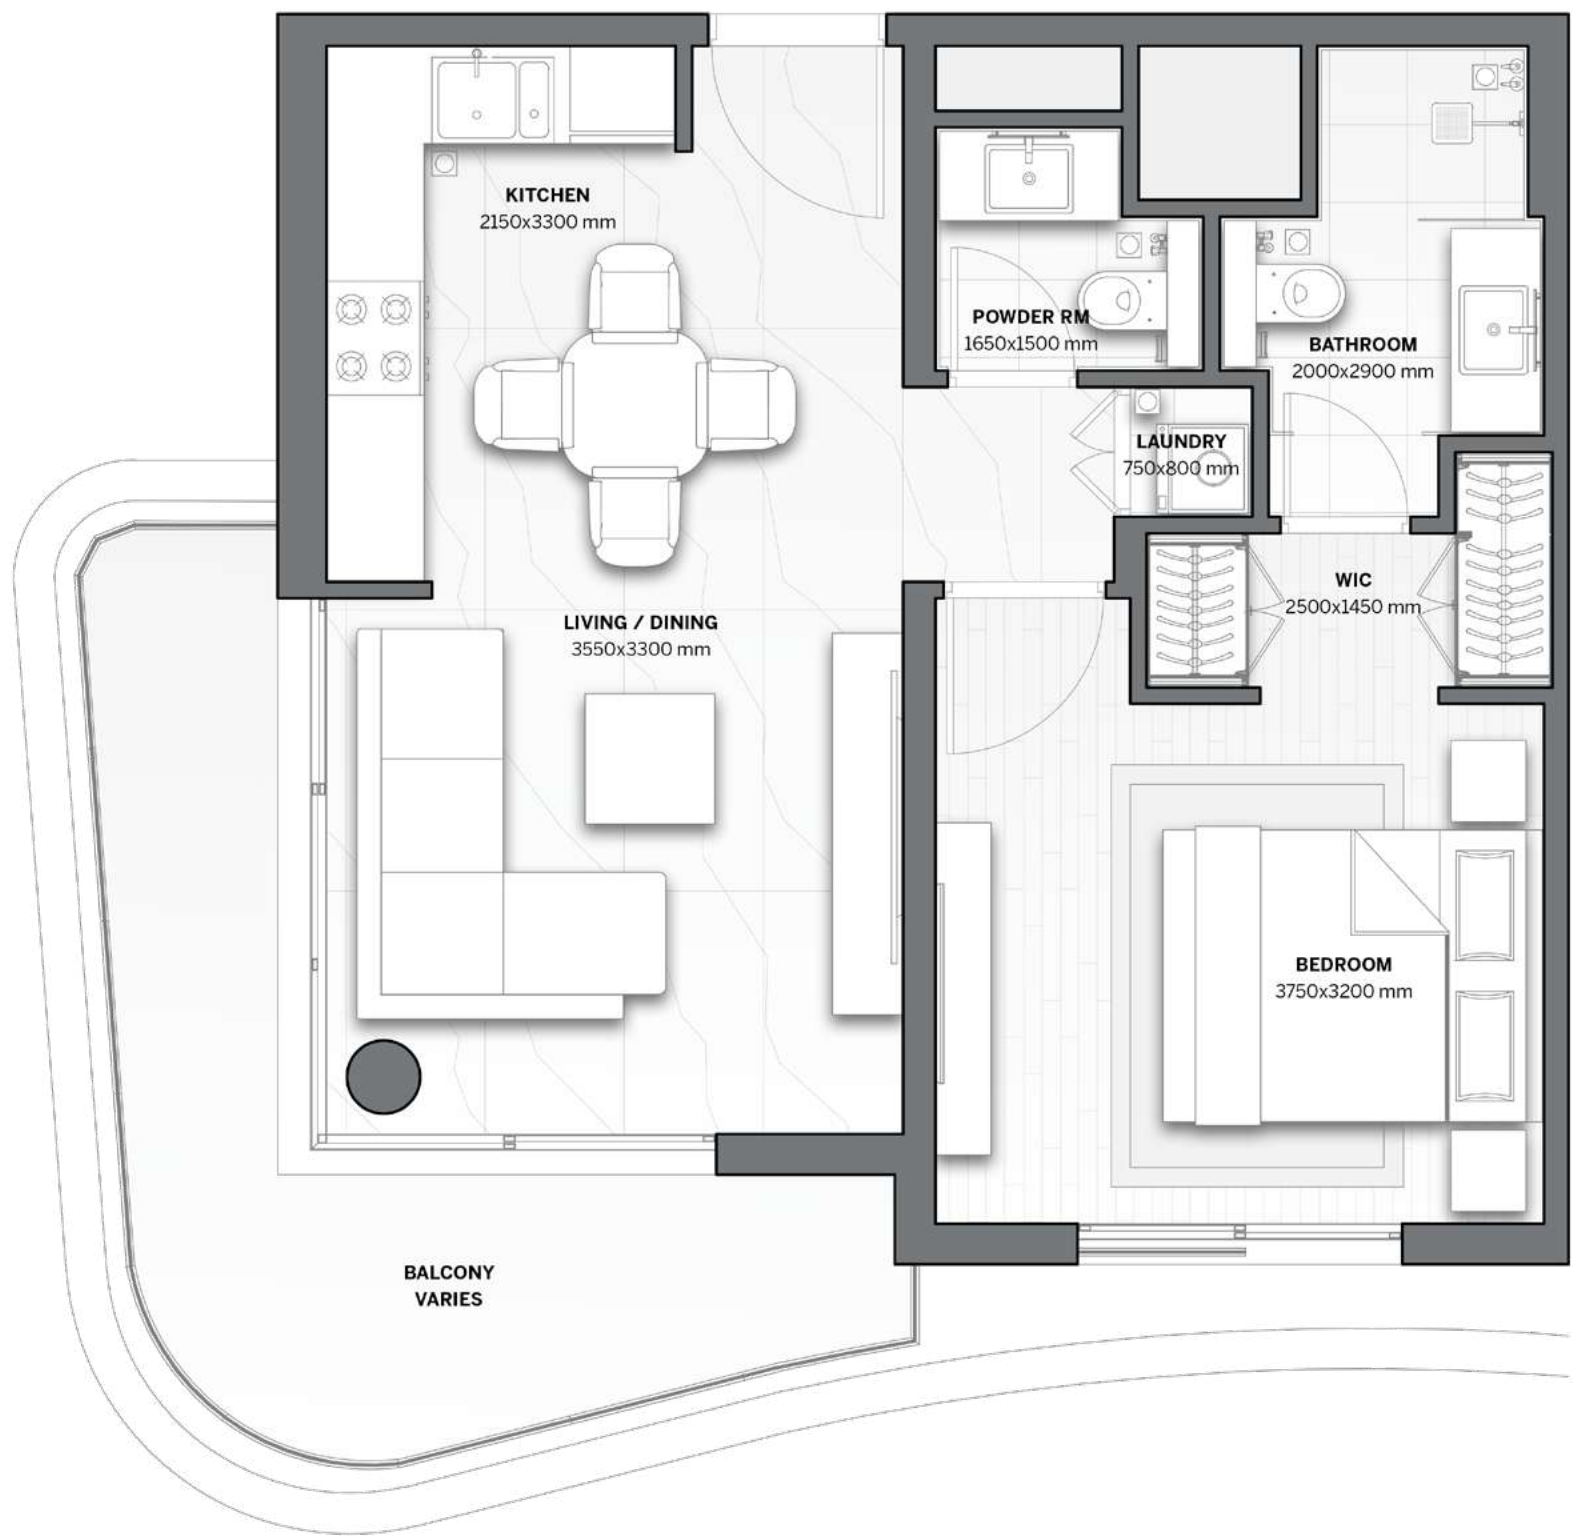 KITCHEN
2150x3300 mm
POWDER RM
1650x1500 mm
BATHROOM
2000x2900 mm
LAUNDRY
750x800 mm
WIC
2500x1450 mm
LIVING / DINING
3550x3300 mm
BEDROOM
3750x3200 mm
BALCONY
VARIES